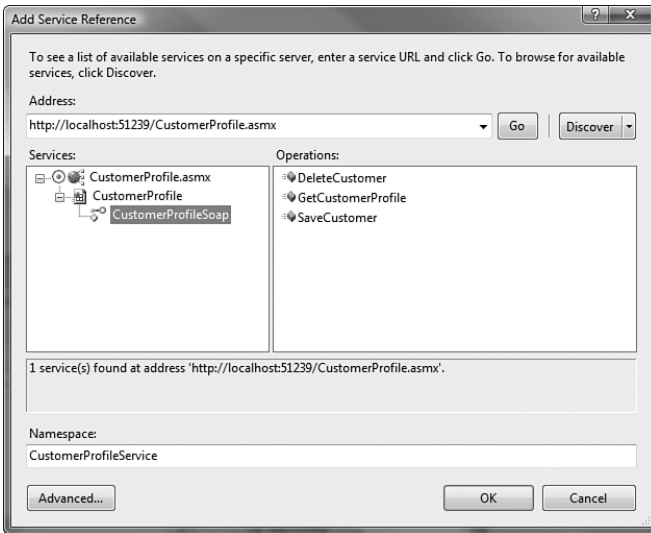 Add Service Reference
To see a list of available services on a specific server, enter a service URL and click Go. To browse for available
services, click Discover.
Address:
http://localhost:51239/CustomerProfile.asmx
Go
Discover
Services:
Operations:
CustomerProfile.asmx
CustomerProfile
CustomerProfileSoap
DeleteCustomer
GetCustomerProfile
SaveCustomer
1 service(s) found at address 'http://localhost:51239/CustomerProfile.asmx'.
Namespace:
CustomerProfileService
Advanced...
OK
Cancel